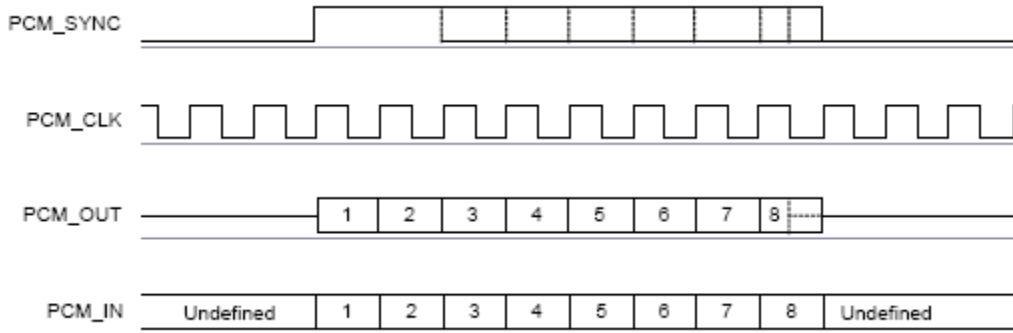 PCM_SYNC
PCM_CLK
PCM_OUT 1 2 3 4 5 6 7 8
PCM_IN Undefined 1 2 3 4 5 6 7 8 Undefined